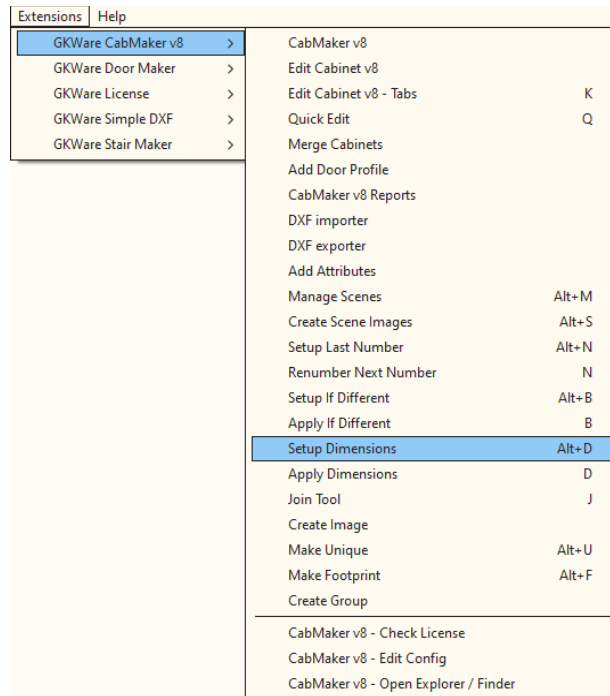 Extensions Help
GKWare CabMaker v8 >
GKWare Door Maker >
GKWare License >
GKWare Simple DXF >
GKWare Stair Maker >
CabMaker v8
Edit Cabinet v8
Edit Cabinet v8 - Tabs K
Quick Edit Q
Merge Cabinets
Add Door Profile
CabMaker v8 Reports
DXF importer
DXF exporter
Add Attributes
Manage Scenes Alt+M
Create Scene Images Alt+S
Setup Last Number Alt+N
Renumber Next Number N
Setup If Different Alt+B
Apply If Different B
Setup Dimensions Alt+D
Apply Dimensions D
Join Tool J
Create Image
Make Unique Alt+U
Make Footprint Alt+F
Create Group
CabMaker v8 - Check License
CabMaker v8 - Edit Config
CabMaker v8 - Open Explorer / Finder